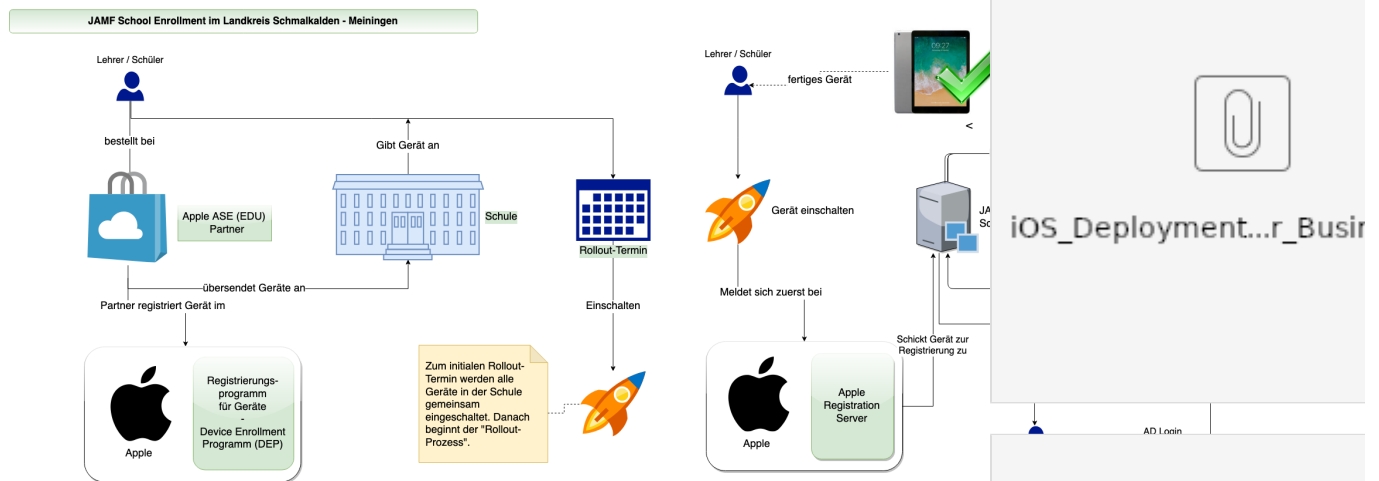 JAMF School Enrollment im Landkreis Schmalkalden - Meiningen
Lehrer / Schüler
bestellt bei
Gibt Gerät an
Apple ASE (EDU)
Partner
Schule
Rollout-Termin
übersendet Geräte an
Partner registriert Gerät im
Einschalten
Apple
Registrierungs-
programm
für Geräte
-
Device Enrollment
Programm (DEP)
Zum initialen Rollout-
Termin werden alle
Geräte in der Schule
gemeinsam
eingeschaltet. Danach
beginnt der "Rollout-
Prozess".
Lehrer / Schüler
fertiges Gerät
09:27
<
Gerät einschalten
Meldet sich zuerst bei
Schickt Gerät zur
Registrierung zu
Apple
Apple
Registration
Server
iOS_Deployment...r_Busin
AD Login